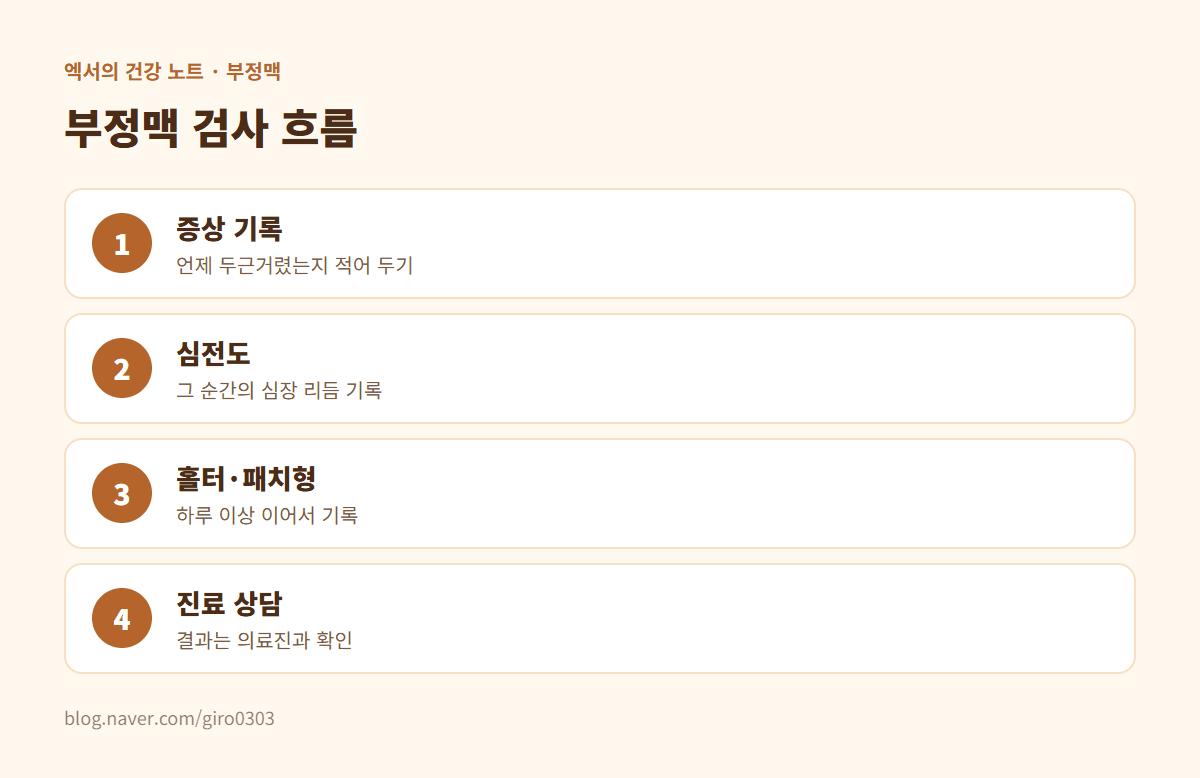 엑서의 건강 노트 · 부정맥
부정맥 검사 흐름
1
증상 기록
언제 두근거렸는지 적어 두기
2
심전도
그 순간의 심장 리듬 기록
3
홀터·패치형
하루 이상 이어서 기록
4
진료 상담
결과는 의료진과 확인
blog.naver.com/giro0303